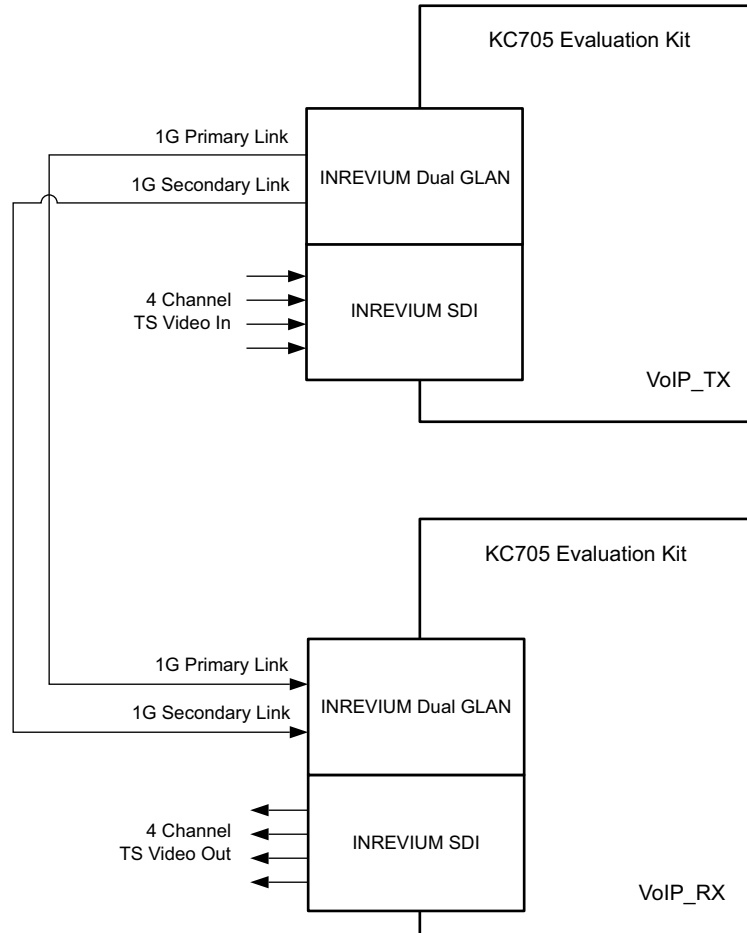 KC705 Evaluation Kit
1G Primary Link
INREVIUM Dual GLAN
1G Secondary Link
4 Channel
TS Video In
INREVIUM SDI
VoIP_TX
KC705 Evaluation Kit
1G Primary Link
INREVIUM Dual GLAN
1G Secondary Link
4 Channel
TS Video Out
INREVIUM SDI
VoIP_RX